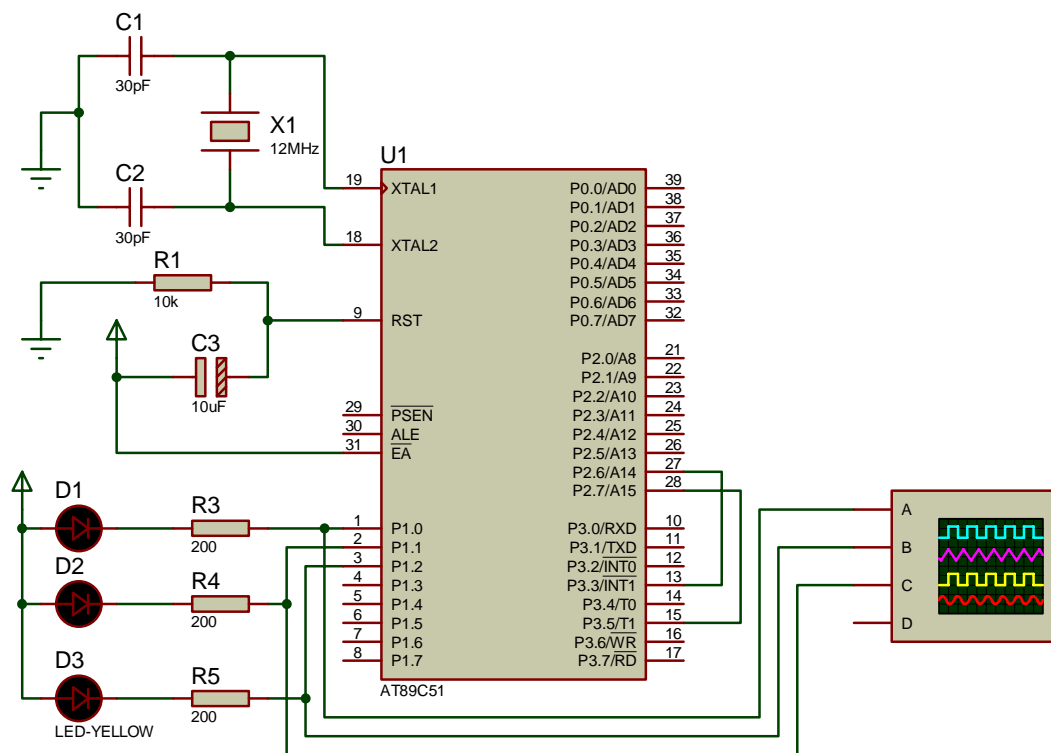 C1
30pF
X1
12MHz
C2
30pF
R1
10k
C3
10uF
U1
19 XTAL1
18 XTAL2
9 RST
29 PSEN
30 ALE
31 EA
1 P1.0
2 P1.1
3 P1.2
4 P1.3
5 P1.4
6 P1.5
7 P1.6
8 P1.7
P0.0/AD0 39
P0.1/AD1 38
P0.2/AD2 37
P0.3/AD3 36
P0.4/AD4 35
P0.5/AD5 34
P0.6/AD6 33
P0.7/AD7 32
P2.0/A8 21
P2.1/A9 22
P2.2/A10 23
P2.3/A11 24
P2.4/A12 25
P2.5/A13 26
P2.6/A14 27
P2.7/A15 28
P3.0/RXD 10
P3.1/TXD 11
P3.2/INT0 12
P3.3/INT1 13
P3.4/T0 14
P3.5/T1 15
P3.6/WR 16
P3.7/RD 17
AT89C51
D1
R3
200
D2
R4
200
D3
LED-YELLOW
R5
200
A
B
C
D